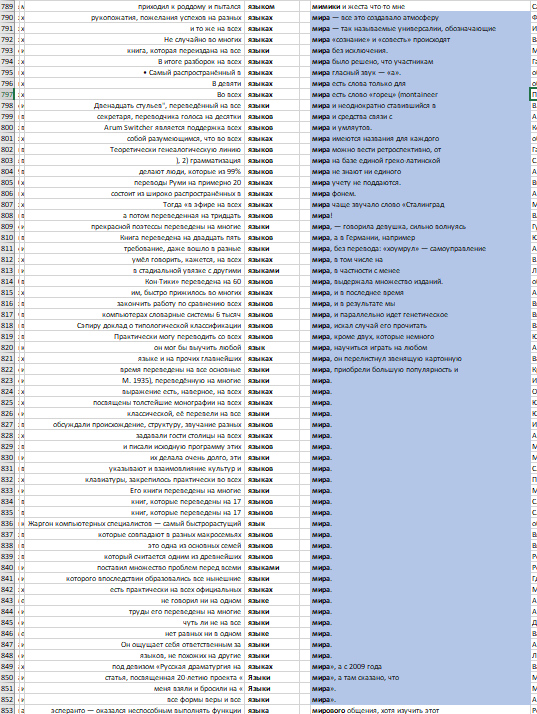 789 приходил к роддому и пытался языком мимики и жеста что то мне
790 х рукопожатия, пожелания успехов на разных языках мира — все это создавало атмосферу
791 и то же на всех языках мира — так называемые универсалии, обозначающие
792 Не случайно во многих языках мира «сознание» и «совесть» происходят
793 книга, которая переиздана на все языки мира без исключения.
794 В итоге разборок на всех языках мира было решено, что участникам
795 • Самый распространённый в языках мира гласный звук — «а».
796 В девяти языках мира есть слова только для
797 Во всех языках мира есть слово «горец» (montaineer
798 Двенадцать стульев", переведённый на все языки мира и неоднократно ставившийся в
799 секретаря, переводчика голоса на десятки языков мира и средства связи с
800 Arum Switcher является поддержка всех языков мира и умляутов.
801 собой разумеющимся, что во всех языках мира имеются названия для каждого
802 Теоретически генеалогическую линию языков мира можно вести ретроспективно, от
803 ), 2) грамматизация языков мира на базе единой греко-латинской
804 делают люди, которые из 99% языков мира не знают ни единого
805 переводы Руми на примерно 20 языках мира учету не поддаются.
806 состоит из широко распространённых в языках мира фонем.
807 Тогда «в эфире на всех языках мира чаще звучало слово «Сталинград
808 а потом переведенная на тридцать языков мира!
809 прекрасной поэтессы переведены на многие языки мира, — говорила девушка, сильно волнуясь
810 Книга переведена на двадцать пять языков мира, а в Германии, например
811 требование, даже вошло в разные языки мира, без перевода: «хоумрул» — самоуправление
812 умел говорить, кажется, на всех языках мира, в том числе на
813 в стадиальной увязке с другими языками мира, в частности с менее
814 Кон Тики» переведена на 60 языков мира, выдержала множество изданий.
815 им, быстро прижилось во многих языках мира, и в последнее время
816 закончить работу по сравнению всех языков мира, и в результате мы
817 компьютерах словарные системы 6 тысяч языков мира, и параллельно идет генетическое
818 Сэпиру доклад о типологической классификации языков мира, искал случай его прочитать
819 Практически могу переводить со всех языков мира, кроме двух, которые немного
820 он мог бы выучить любой язык мира, научиться играть на любом
821 языке и на прочих главнейших языках мира, он перелистнул звенящую картонную
822 время переведены на все основные языки мира, приобрели большую популярность и
823 М. 1935), переведённую на многие языки мира.
824 выражение есть, наверное, на всех языках мира.
825 посвящены толстейшие монографии на всех языках мира.
826 классической, её перевели на все языки мира.
827 обсуждали происхождение, структуру, звучание разных языков мира.
828 задавали гости столицы на всех языках мира.
829 и писали исходную программу этих языков мира.
830 их делала очень долго, эти языки мира.
831 указывают и взаимовлияние культур и языков мира.
832 клавиатуры, закрепилось практически во всех языках мира.
833 Его книги переведены на многие языки мира.
834 книг, которые переведены на 17 языков мира.
835 книг, которые переведены на 17 языков мира.
836 Жаргон компьютерных специалистов — самый быстрорастущий язык мира.
837 которые совпадают в разных макросемьях языков мира.
838 это одна из основных семей языков мира.
839 который считается одним из древнейших языков мира.
840 поставил множество проблем перед всеми языками мира.
841 которого впоследствии образовались все нынешние языки мира.
842 есть практически на всех официальных языках мира.
843 не говорил ни на одном языке мира.
844 труды его переведены на многие языки мира.
845 чуть ли не на все языки мира.
846 нет равных ни в одном языке мира.
847 Он ощущает себя ответственным за языки мира.
848 языков, не похожих на другие языки мира.
849 под девизом «Русская драматургия на языках мира», а с 2009 года
850 статья, посвященная 20-летию проекта « Языки мира», а там сказано, что
851 меня взяли и бросили на « Языки мира».
852 все формы веры и все языки мира».
853 эсперанто — оказался неспособным выполнять функции языка мирового общения, хотя изучит этот